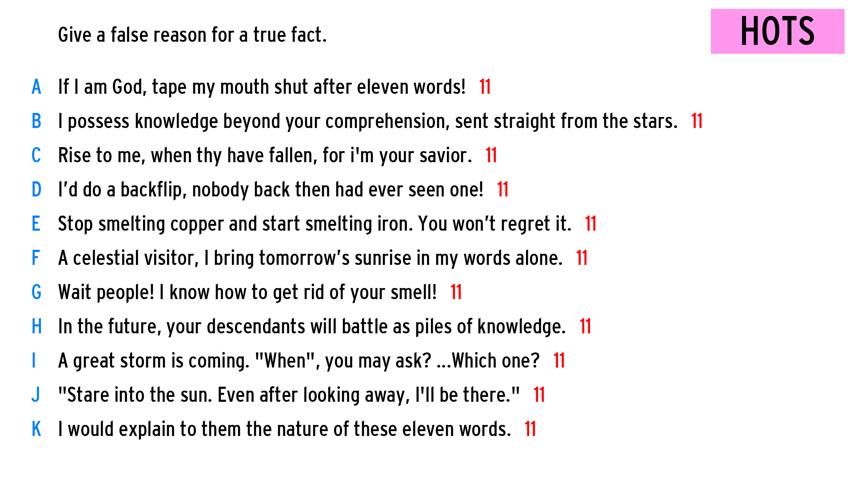 Give a false reason for a true fact.
HOTS
A If I am God, tape my mouth shut after eleven words! 11
B I possess knowledge beyond your comprehension, sent straight from the stars. 11
C Rise to me, when thy have fallen, for i'm your savior. 11
D I’d do a backflip, nobody back then had ever seen one! 11
E Stop smelting copper and start smelting iron. You won’t regret it. 11
F A celestial visitor, I bring tomorrow’s sunrise in my words alone. 11
G Wait people! I know how to get rid of your smell! 11
H In the future, your descendants will battle as piles of knowledge. 11
I A great storm is coming. "When", you may ask? ...Which one? 11
J "Stare into the sun. Even after looking away, I'll be there." 11
K I would explain to them the nature of these eleven words. 11